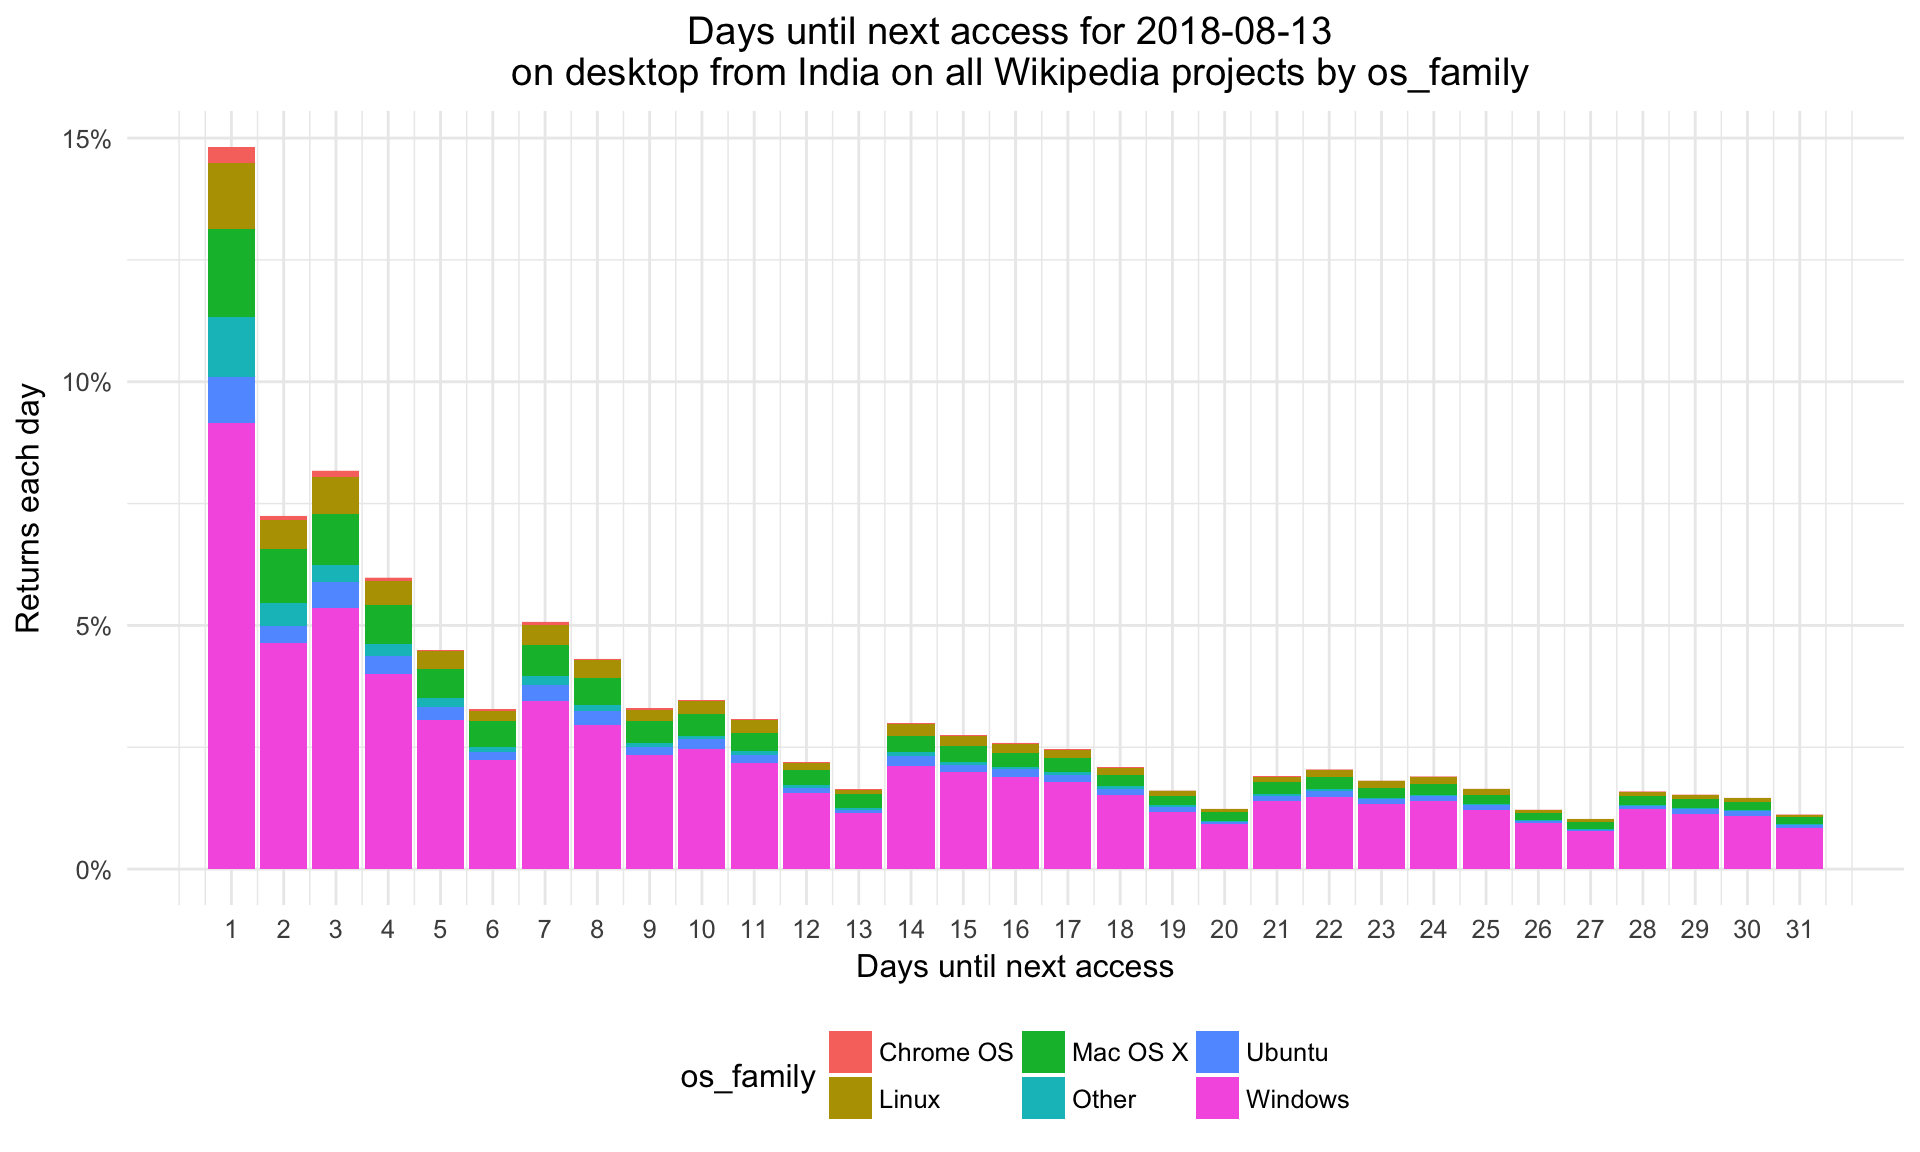 Days until next access for 2018-08-13
on desktop from India on all Wikipedia projects by os_family
15%
10%
5%
0%
Returns each day
1 2 3 4 5 6 7 8 9 10 11 12 13 14 15 16 17 18 19 20 21 22 23 24 25 26 27 28 29 30 31
Days until next access
os_family
Chrome OS Mac OS X Ubuntu
Linux Other Windows